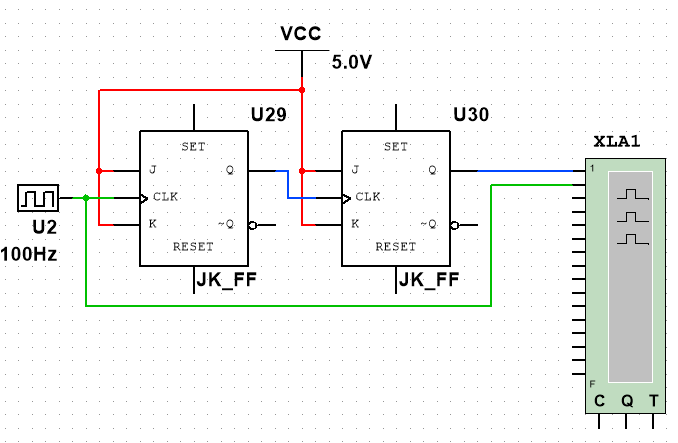 VCC
5.0V
U29
U30
XLA1
SET
SET
J
Q
J
Q
1
CLK
CLK
U2
K
~Q
K
~Q
100Hz
RESET
RESET
JK_FF
JK_FF
F
C Q T